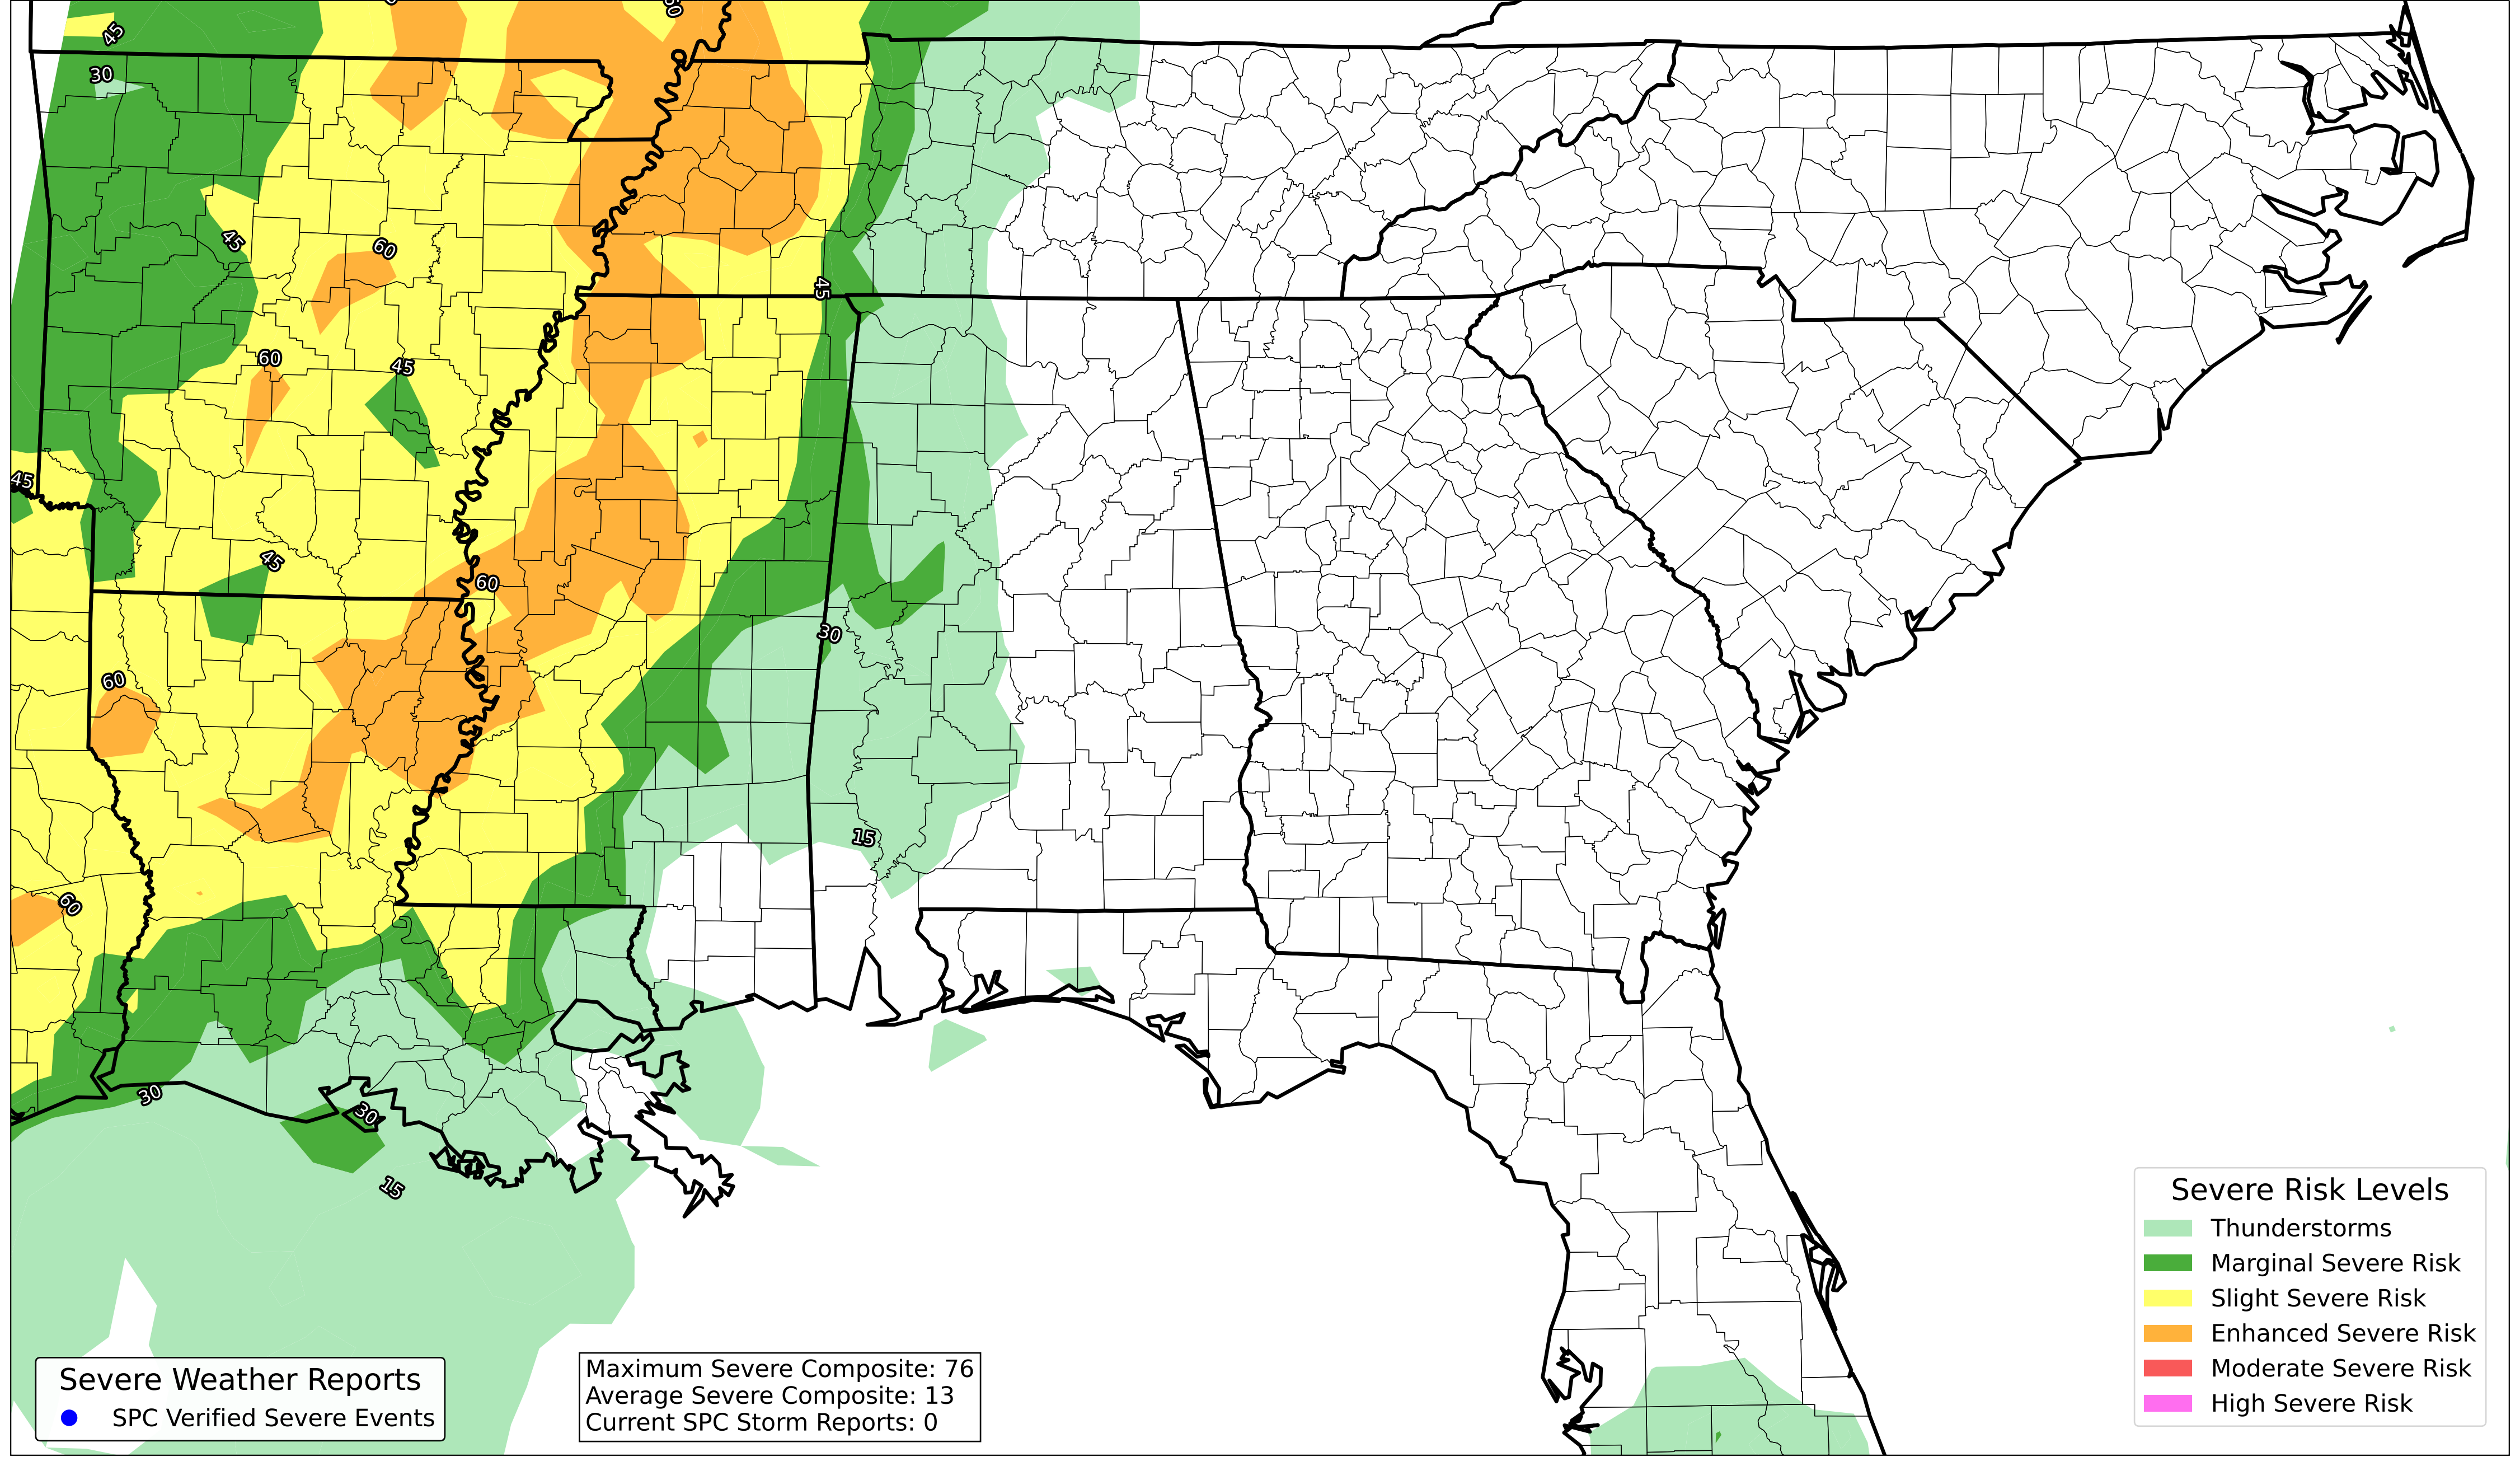 60
45
30
45
60
45
60
45
45
45
60
30
60
15
60
30
30
15
Severe Risk Levels
Thunderstorms
Marginal Severe Risk
Slight Severe Risk
Enhanced Severe Risk
Moderate Severe Risk
High Severe Risk
Severe Weather Reports
SPC Verified Severe Events
Maximum Severe Composite: 76
Average Severe Composite: 13
Current SPC Storm Reports: 0